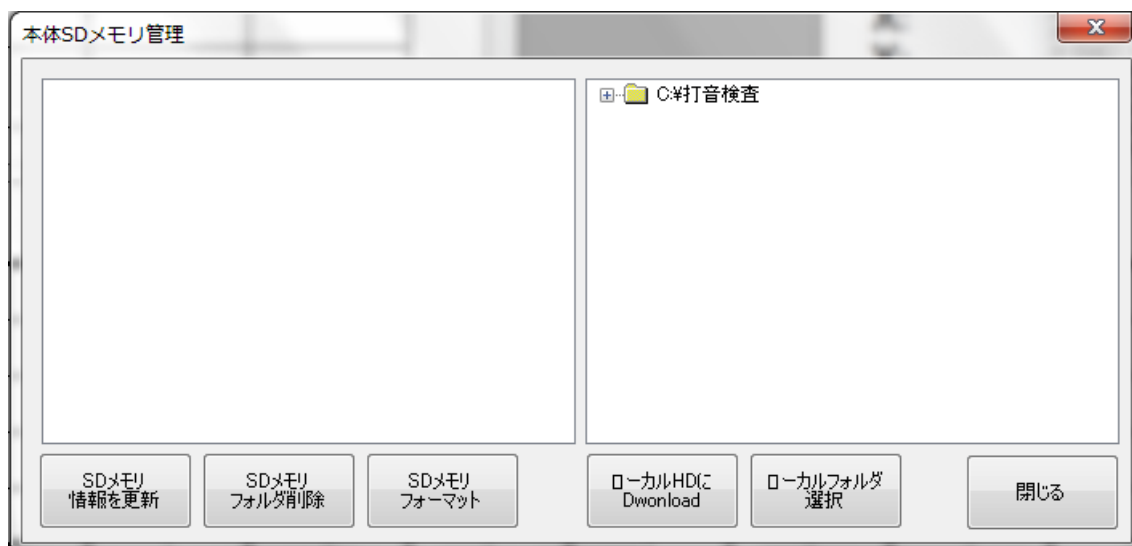 本体SDメモリ管理
C:¥打音検査
SDメモリ
情報を更新
SDメモリ
フォルダ削除
SDメモリ
フォーマット
ローカルHDに
Dwonload
ローカルフォルダ
選択
閉じる